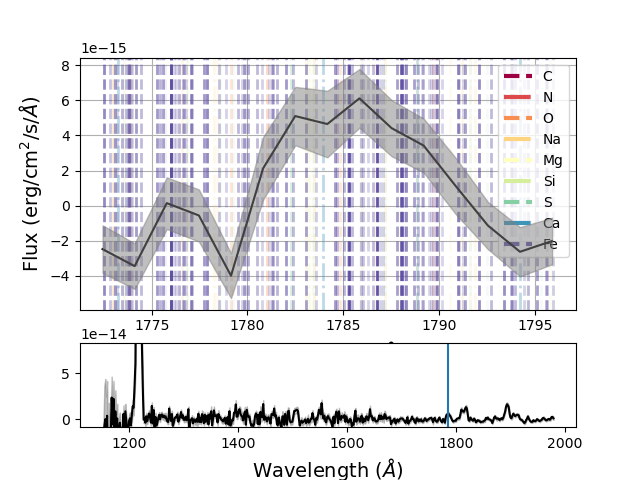 1e−15
Flux (erg/cm²/s/Å)
8
6
4
2
0
−2
−4
C
N
O
Na
Mg
Si
S
Ca
Fe
1775 1780 1785 1790 1795
1e−14
5
0
1200 1400 1600 1800 2000
Wavelength (Å)